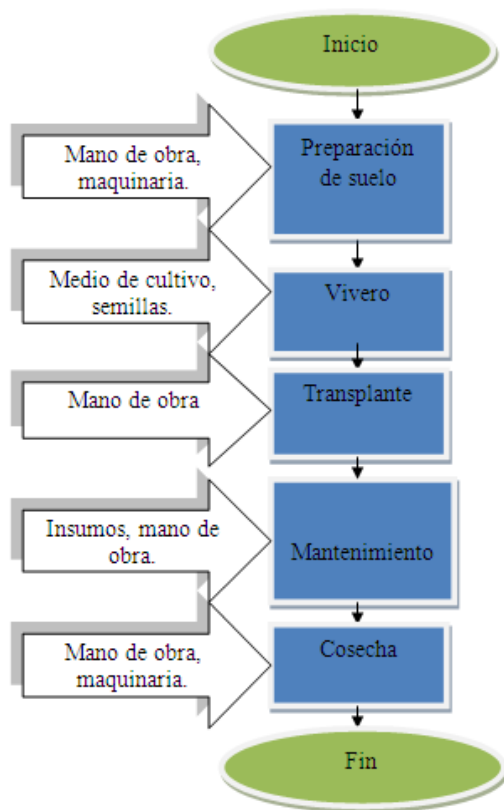 Inicio
Mano de obra,
maquinaria.
Preparación
de suelo
Medio de cultivo,
semillas.
Vivero
Mano de obra
Transplante
Insumos, mano de
obra.
Mantenimiento
Mano de obra,
maquinaria.
Cosecha
Fin